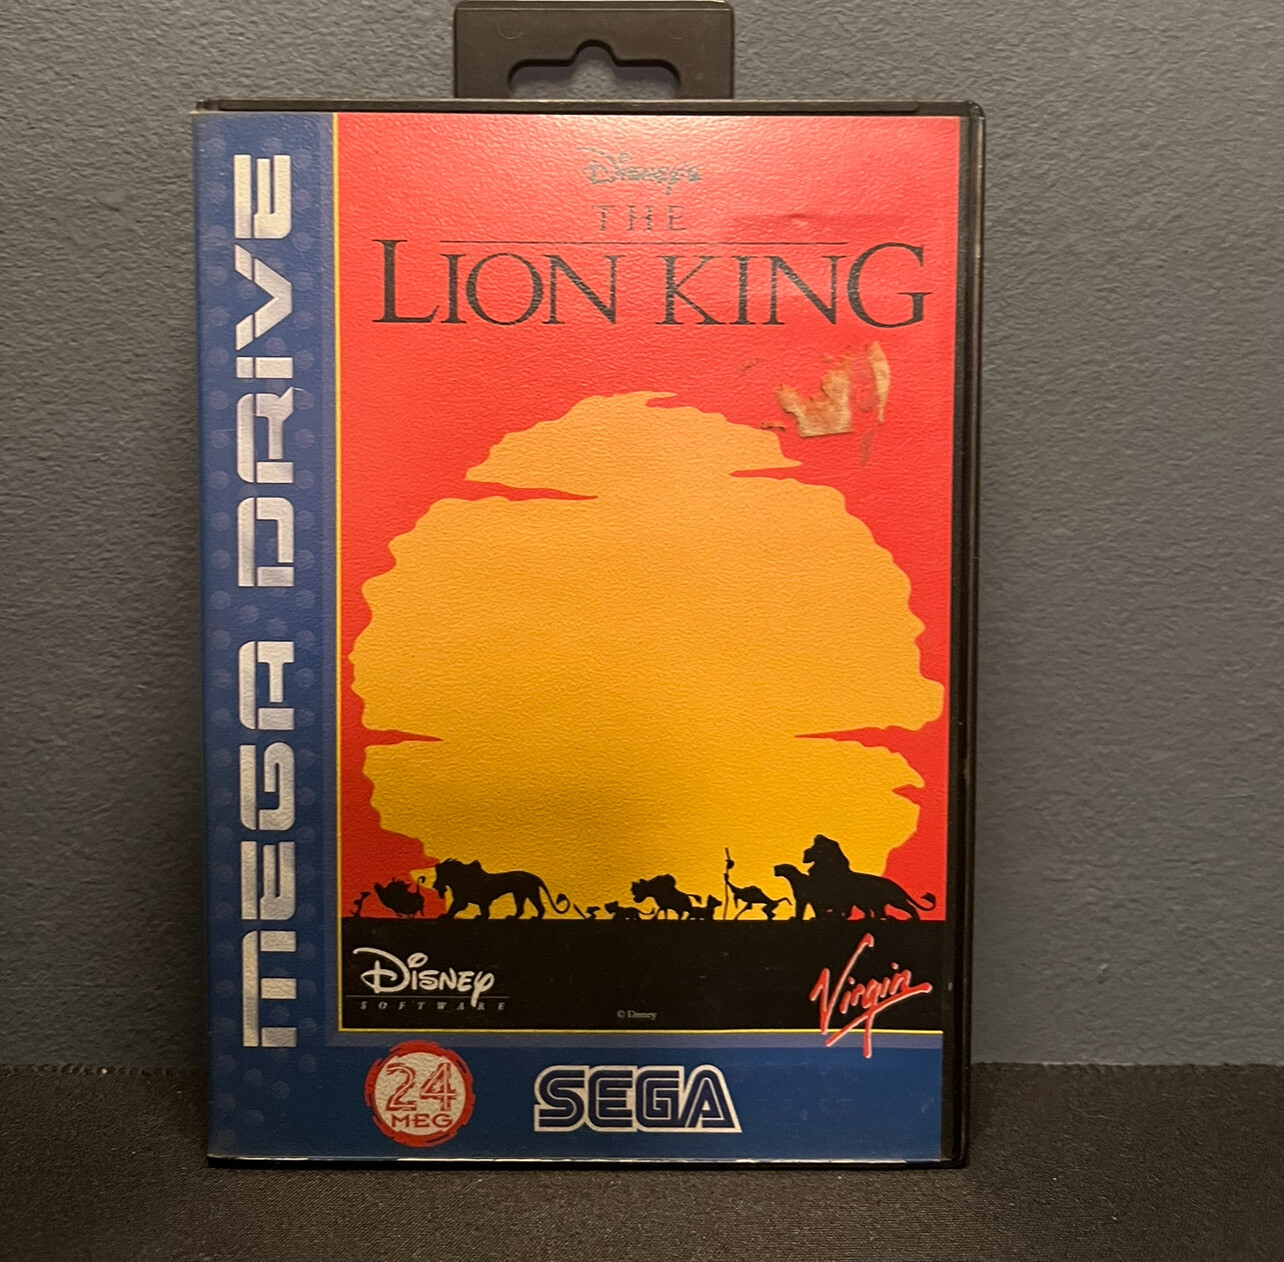 MEGA DRIVE
Disney's
THE
LION KING
DISNEY
SOFTWARE
© Disney
Virgin
24
MEG
SEGA